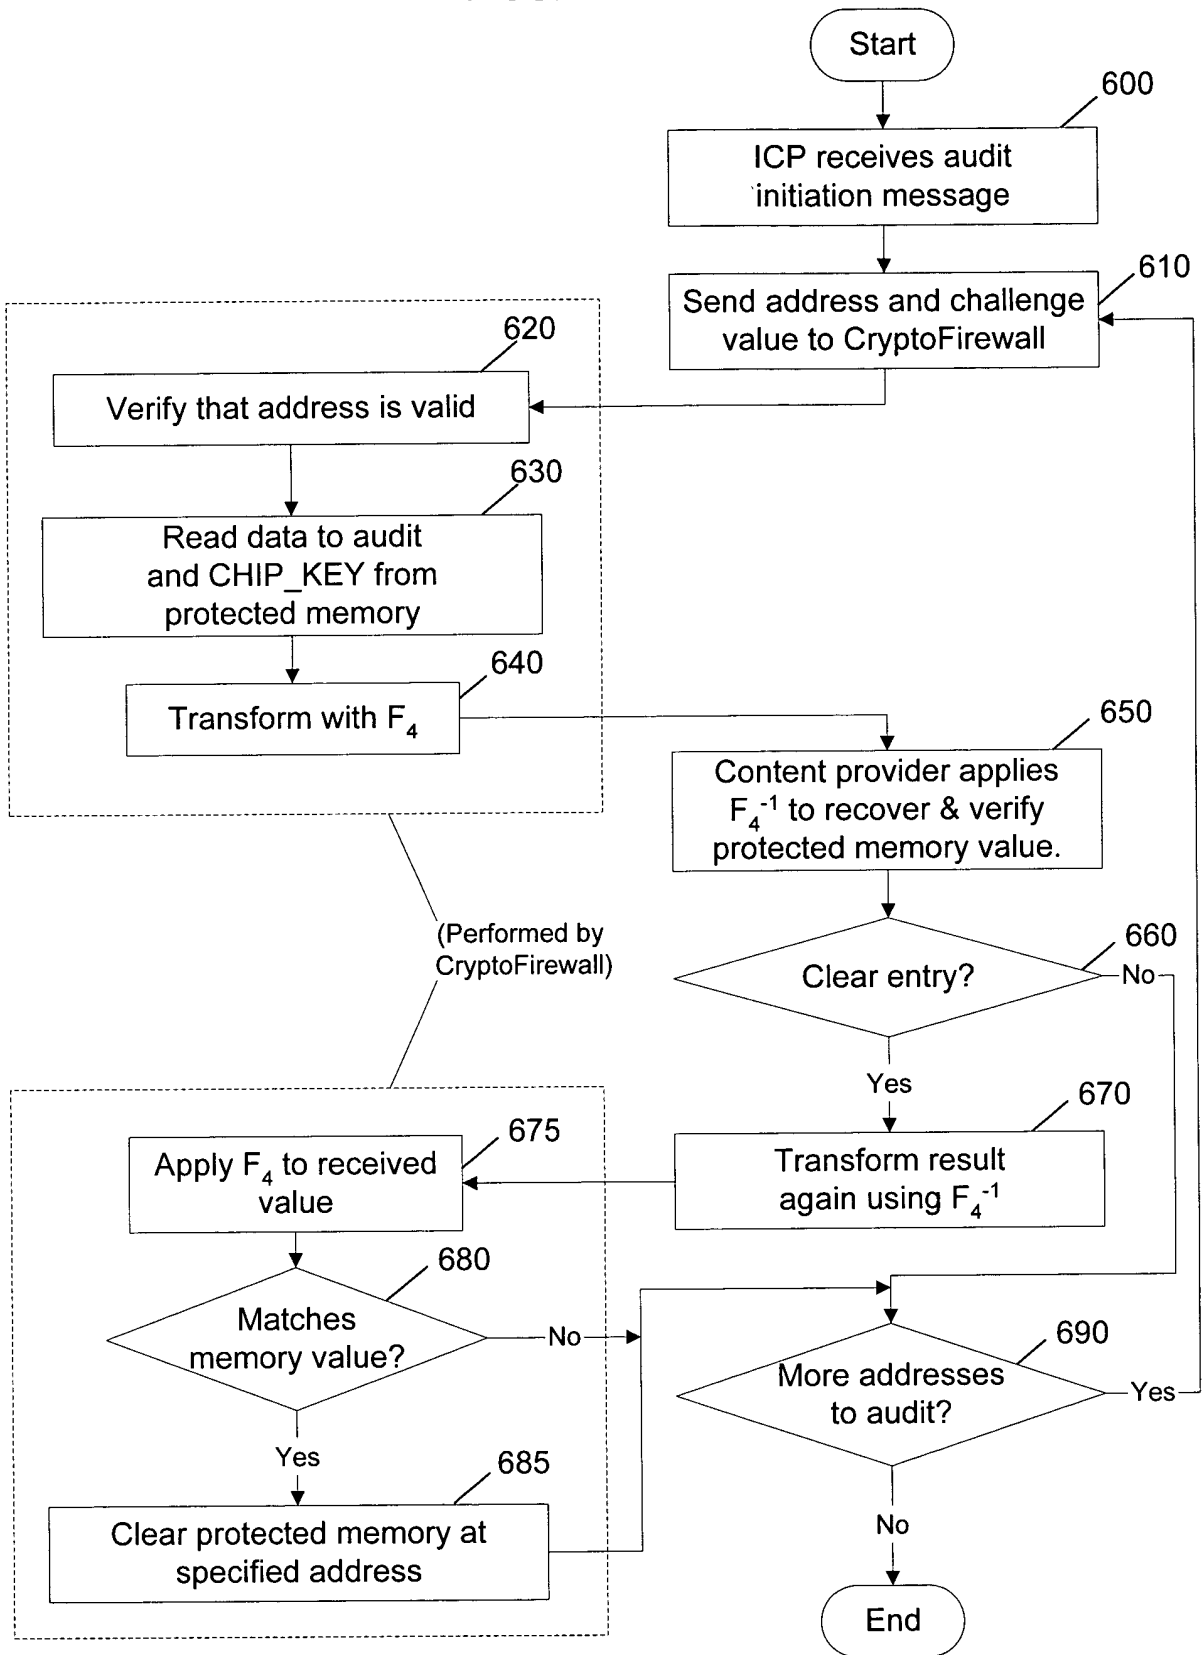 Start
600
ICP receives audit
initiation message
610
Send address and challenge
value to CryptoFirewall
620
Verify that address is valid
630
Read data to audit
and CHIP_KEY from
protected memory
640
Transform with F₄
650
Content provider applies
F₄⁻¹ to recover & verify
protected memory value.
(Performed by
CryptoFirewall)
660
Clear entry?
No
Yes
670
Transform result
again using F₄⁻¹
675
Apply F₄ to received
value
680
Matches
memory value?
No
Yes
685
Clear protected memory at
specified address
690
More addresses
to audit?
Yes
No
End